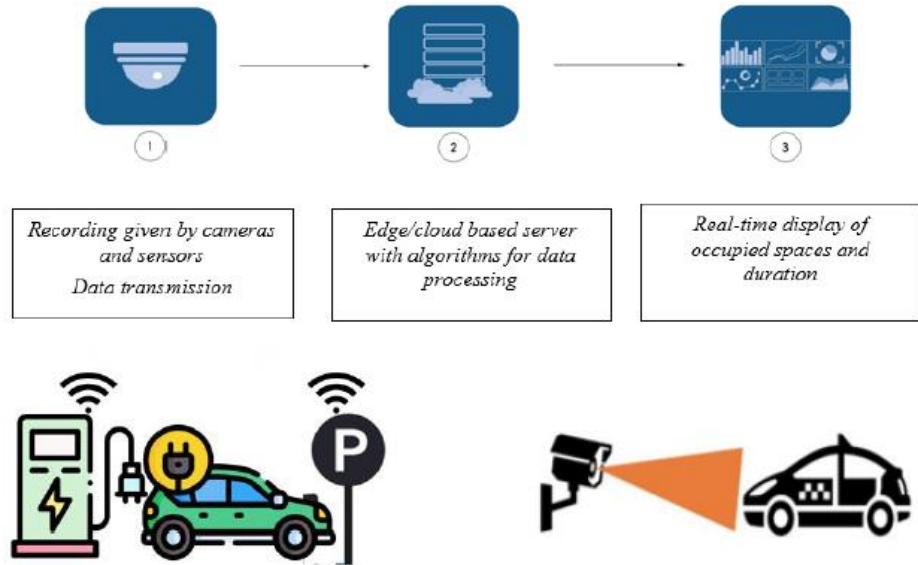 1
2
3
Recording given by cameras
and sensors
Data transmission
Edge/cloud based server
with algorithms for data
processing
Real-time display of
occupied spaces and
duration
P